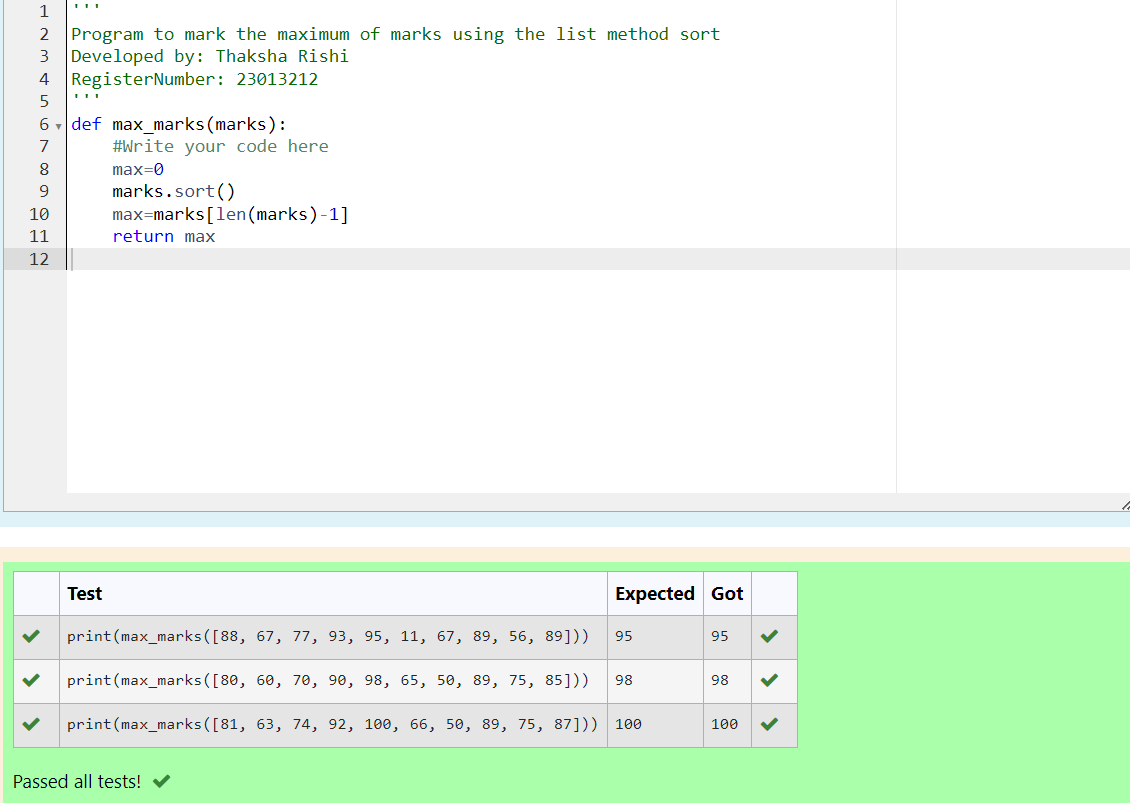 1 '''
2 Program to mark the maximum of marks using the list method sort
3 Developed by: Thaksha Rishi
4 RegisterNumber: 23013212
5 '''
6 def max_marks(marks):
7     #Write your code here
8     max=0
9     marks.sort()
10     max=marks[len(marks)-1]
11     return max
12
Test Expected Got
print(max_marks([88, 67, 77, 93, 95, 11, 67, 89, 56, 89])) 95 95
print(max_marks([80, 60, 70, 90, 98, 65, 50, 89, 75, 85])) 98 98
print(max_marks([81, 63, 74, 92, 100, 66, 50, 89, 75, 87])) 100 100
Passed all tests!